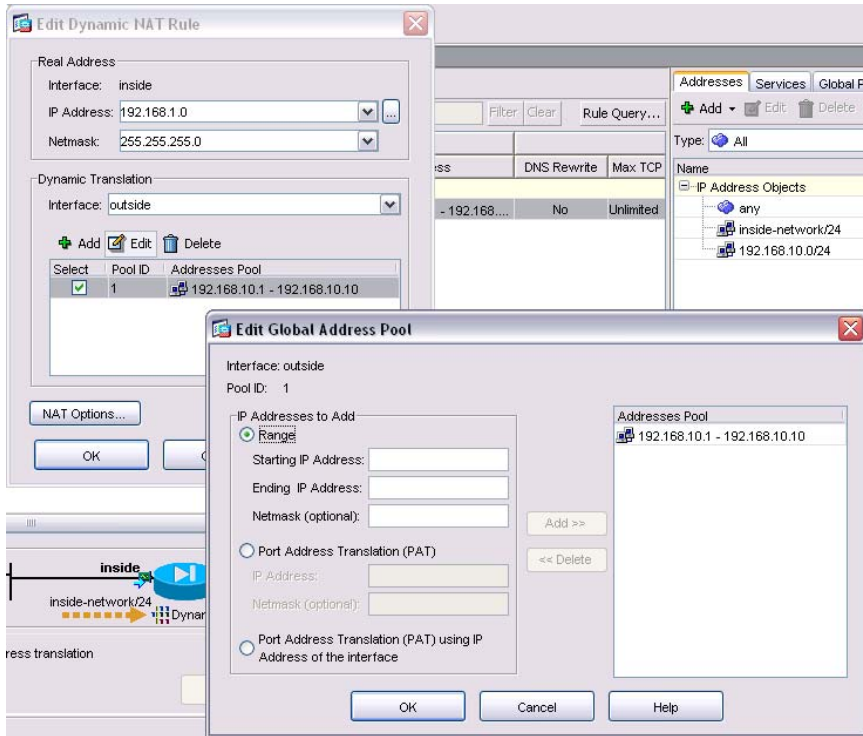 Edit Dynamic NAT Rule
Real Address
Interface: inside
IP Address: 192.168.1.0
...
Netmask: 255.255.255.0
Dynamic Translation
Interface: outside
Add Edit Delete
Select Pool ID Addresses Pool
1 192.168.10.1 - 192.168.10.10
NAT Options...
OK
Filter Clear Rule Query...
DNS Rewrite Max TCP
- 192.168.... No Unlimited
Addresses Services Global
Add Edit Delete
Type: All
Name
IP Address Objects
any
inside-network/24
192.168.10.0/24
Edit Global Address Pool
Interface: outside
Pool ID: 1
IP Addresses to Add
Range
Starting IP Address:
Ending IP Address:
Netmask (optional):
Port Address Translation (PAT)
IP Address:
Netmask (optional):
Port Address Translation (PAT) using IP
Address of the interface
Add >>
<< Delete
Addresses Pool
192.168.10.1 - 192.168.10.10
OK Cancel Help
inside
inside-network/24
Dynar
ress translation